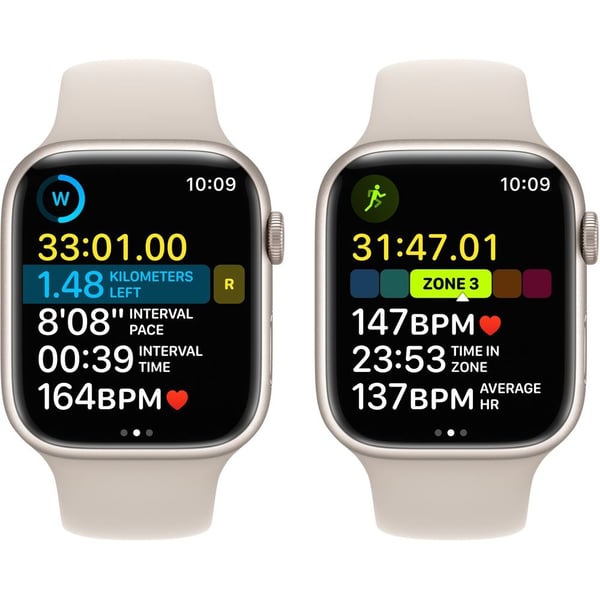 W
10:09
33:01.00
1.48 KILOMETERS LEFT
R
8'08" INTERVAL PACE
00:39 INTERVAL TIME
164BPM
10:09
31:47.01
ZONE 3
147BPM
23:53 TIME IN ZONE
137BPM AVERAGE HR